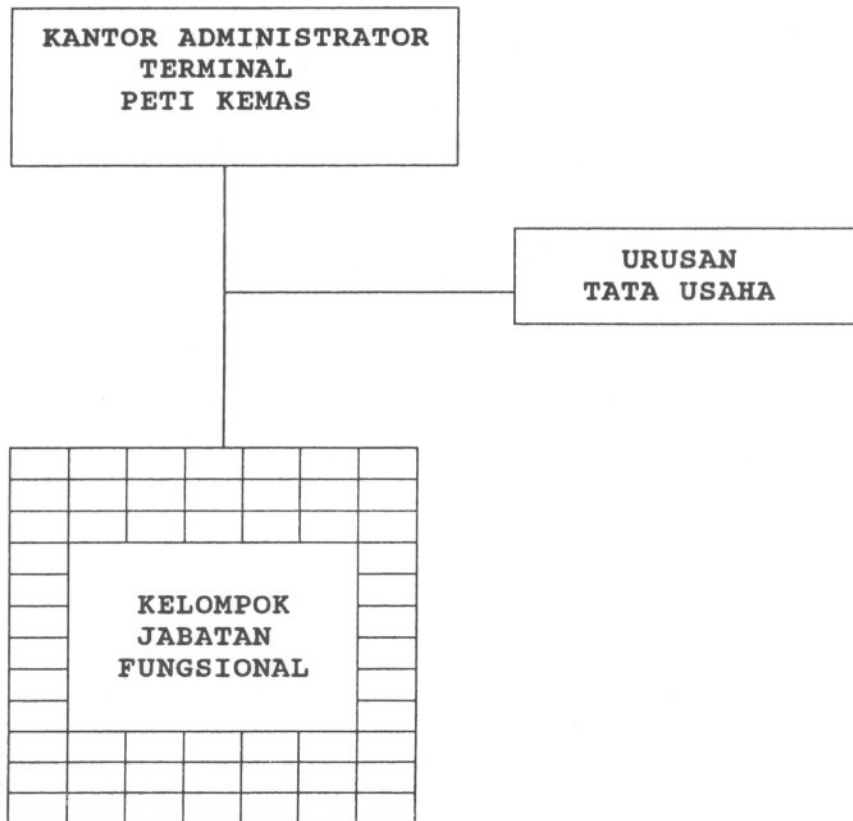 KANTOR ADMINISTRATOR
TERMINAL
PETI KEMAS
URUSAN
TATA USAHA
KELOMPOK
JABATAN
FUNGSIONAL